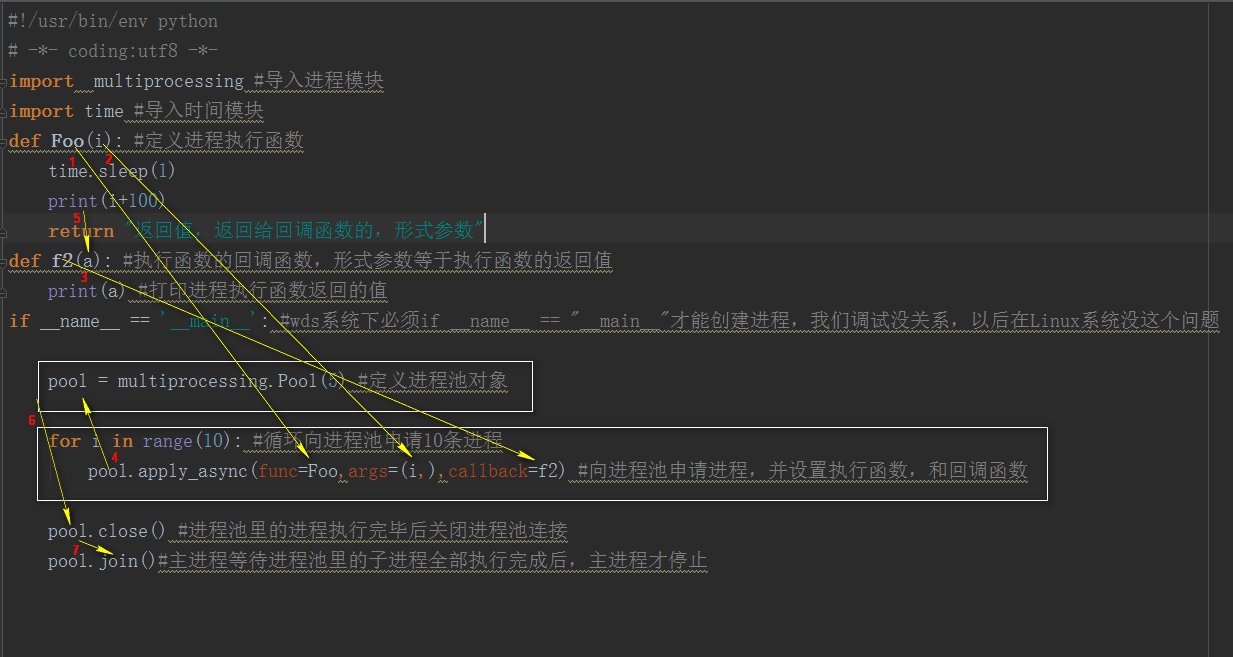 #!/usr/bin/env python
# -*- coding:utf8 -*-
import multiprocessing #导入进程模块
import time #导入时间模块
def Foo(i): #定义进程执行函数
1 2
time.sleep(1)
print(i+100)
5
return "返回值，返回给回调函数的，形式参数"
def f2(a): #执行函数的回调函数，形式参数等于执行函数的返回值
3
print(a) #打印进程执行函数返回的值
if __name__ == '__main__': #wds系统下必须if __name__ == "__main__"才能创建进程，我们调试没关系，以后在Linux系统没这个问题
pool = multiprocessing.Pool(5) #定义进程池对象
6
for i in range(10): #循环向进程池申请10条进程
4
pool.apply_async(func=Foo,args=(i,),callback=f2) #向进程池申请进程，并设置执行函数，和回调函数
pool.close() #进程池里的进程执行完毕后关闭进程池连接
7
pool.join()#主进程等待进程池里的子进程全部执行完成后，主进程才停止